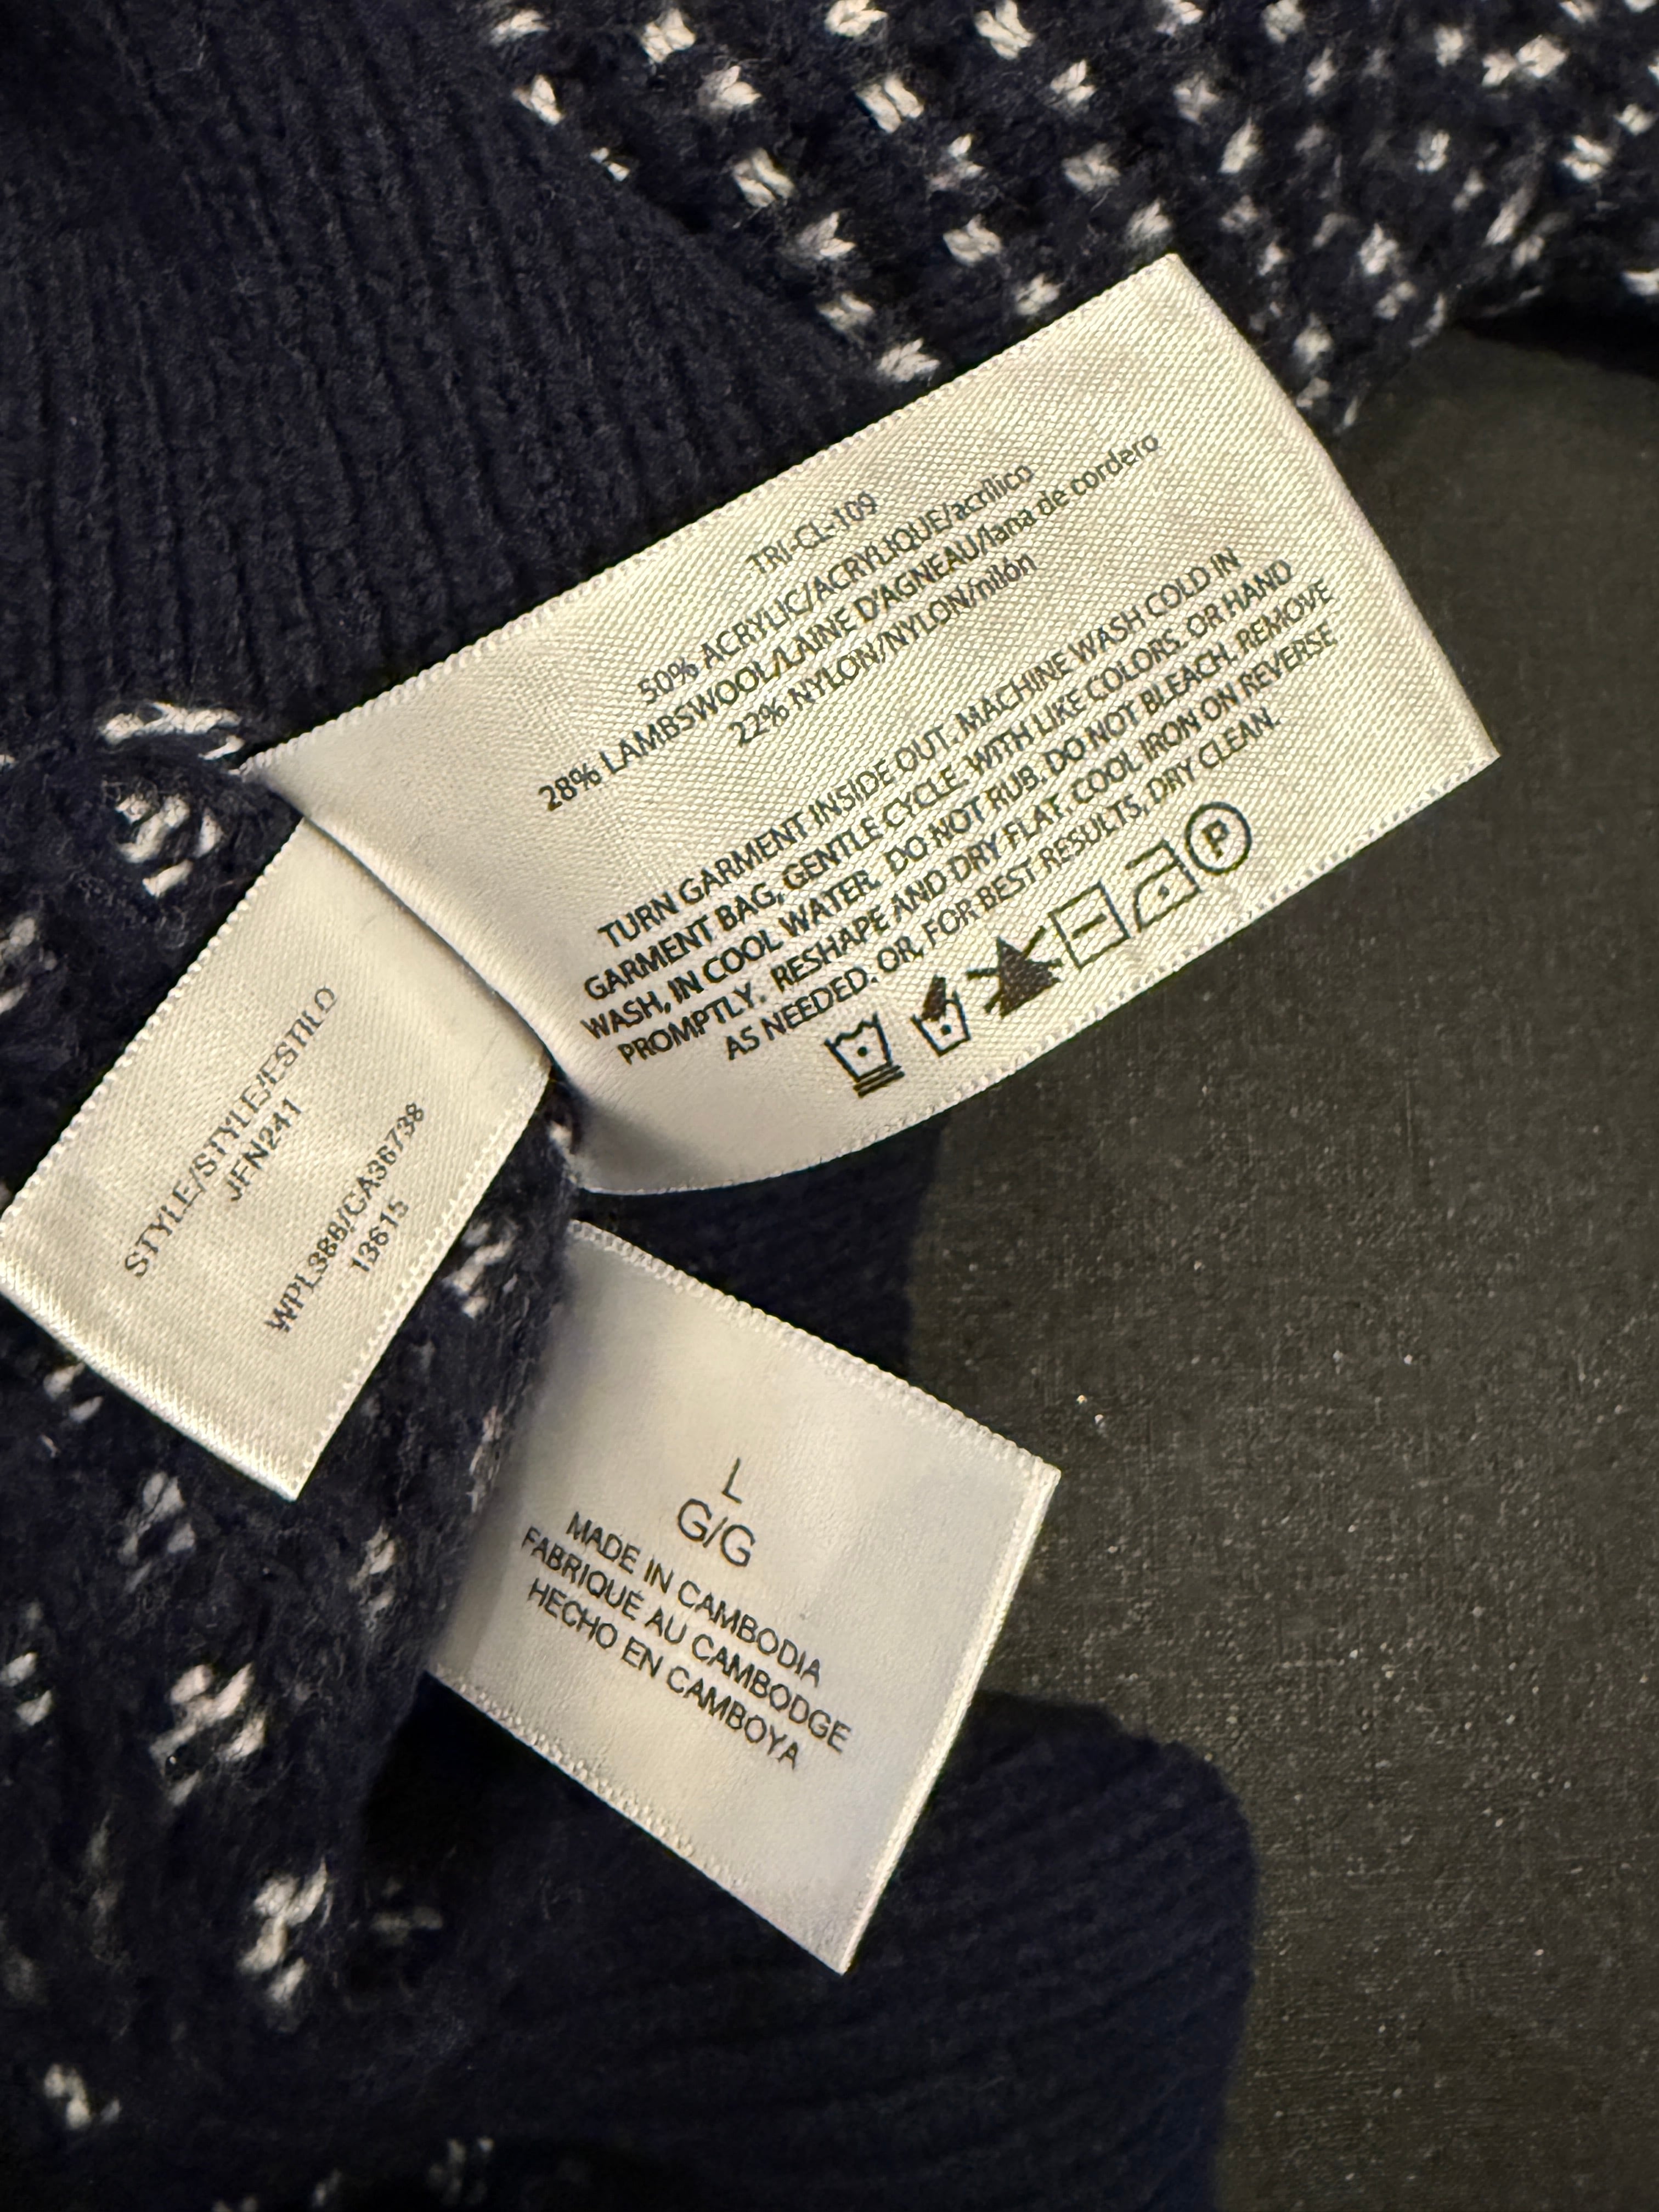 TRI-CL-109
50% ACRYLIC/ACRYLIQUE/acrílico
28% LAMBSWOOL/LAINE D'AGNEAU/lana de cordero
22% NYLON/NYLON/nilón
TURN GARMENT INSIDE OUT. MACHINE WASH COLD IN
GARMENT BAG, GENTLE CYCLE. WITH LIKE COLORS. OR HAND
WASH, IN COOL WATER. DO NOT RUB. DO NOT BLEACH. REMOVE
PROMPTLY. RESHAPE AND DRY FLAT. COOL IRON ON REVERSE
AS NEEDED. OR, FOR BEST RESULTS, DRY CLEAN.
P
STYLE/STYLE/ESTILO
JFN241
WPL388/CA36738
13615
L
G/G
MADE IN CAMBODIA
FABRIQUÉ AU CAMBODGE
HECHO EN CAMBOYA